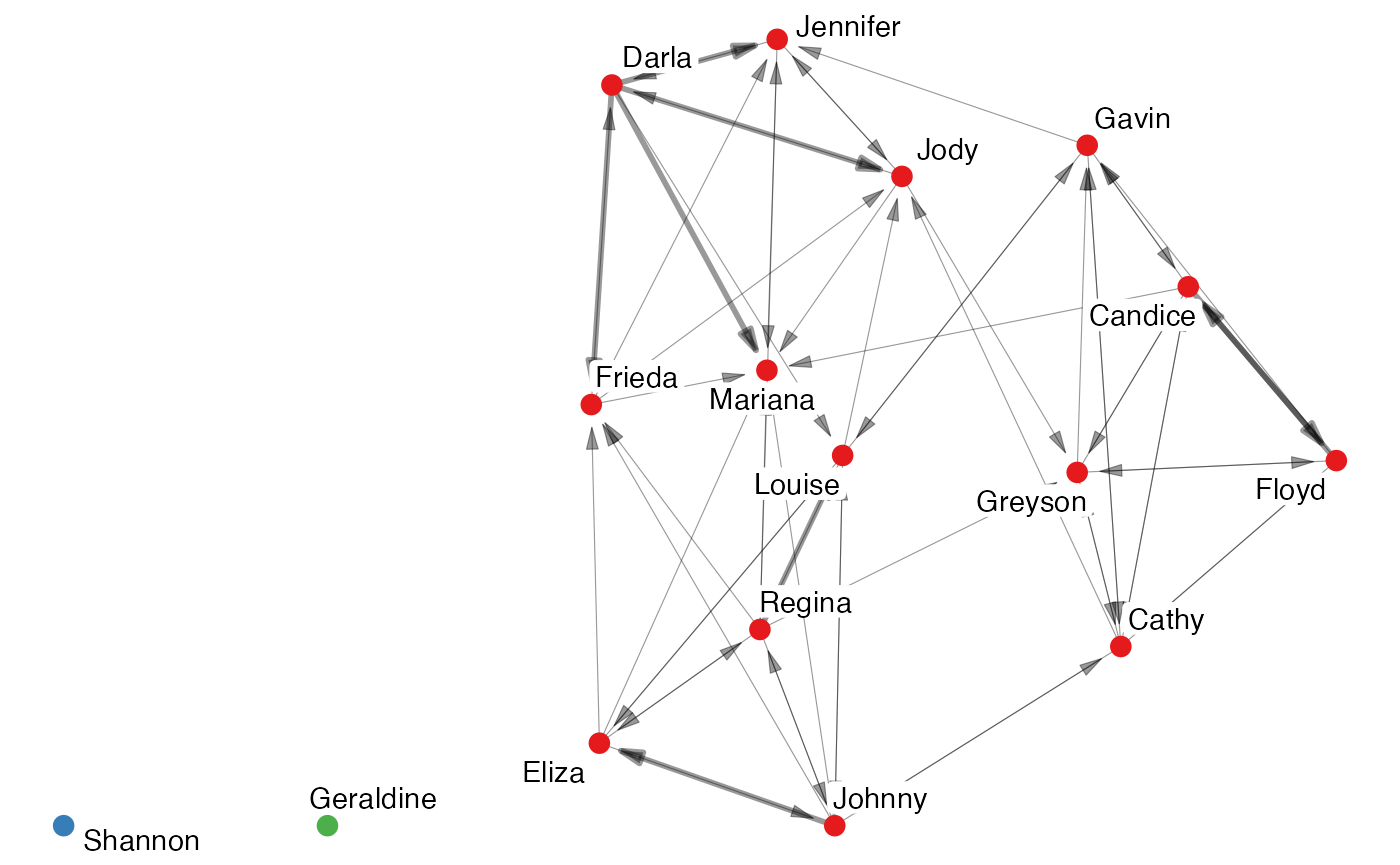 Jennifer
Darla
Gavin
Jody
Candice
Frieda
Mariana
Louise
Greyson
Floyd
Regina
Cathy
Eliza
Johnny
Geraldine
Shannon